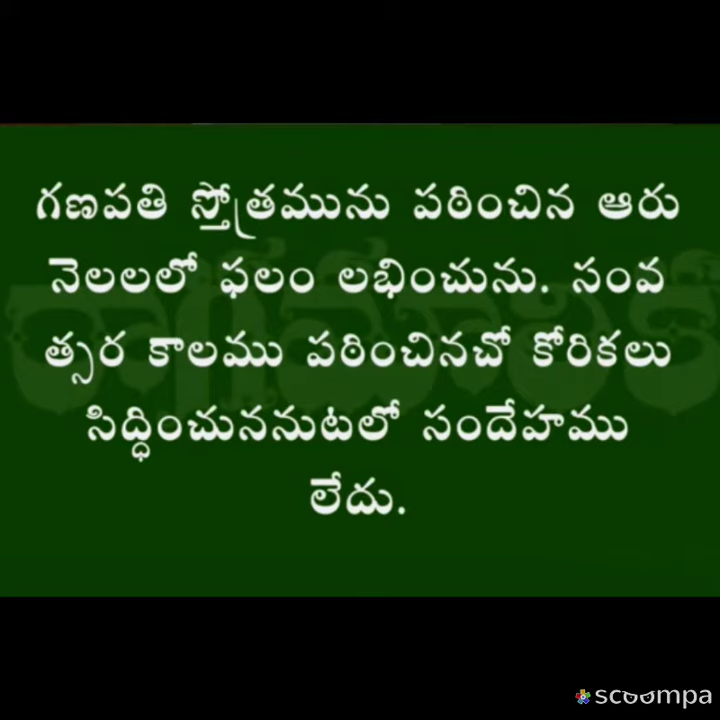 గణపతి స్తోత్రమును పఠించిన ఆరు
నెలలలో ఫలం లభించును. సంవ
త్సర కాలము పఠించినచో కోరికలు
సిద్ధించుననుటలో సందేహము
లేదు.
scoompa